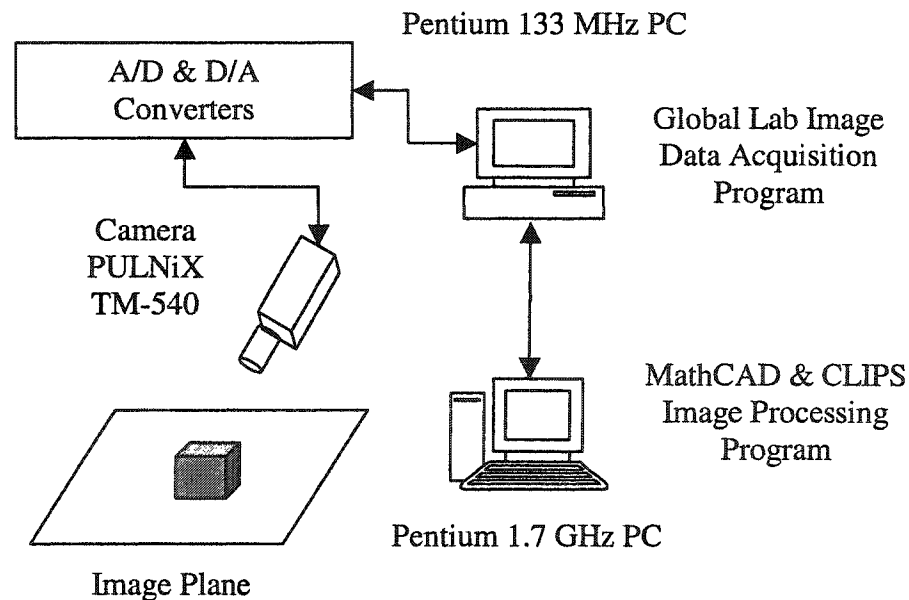 Pentium 133 MHz PC
A/D & D/A
Converters
Global Lab Image
Data Acquisition
Program
Camera
PULNiX
TM-540
MathCAD & CLIPS
Image Processing
Program
Pentium 1.7 GHz PC
Image Plane